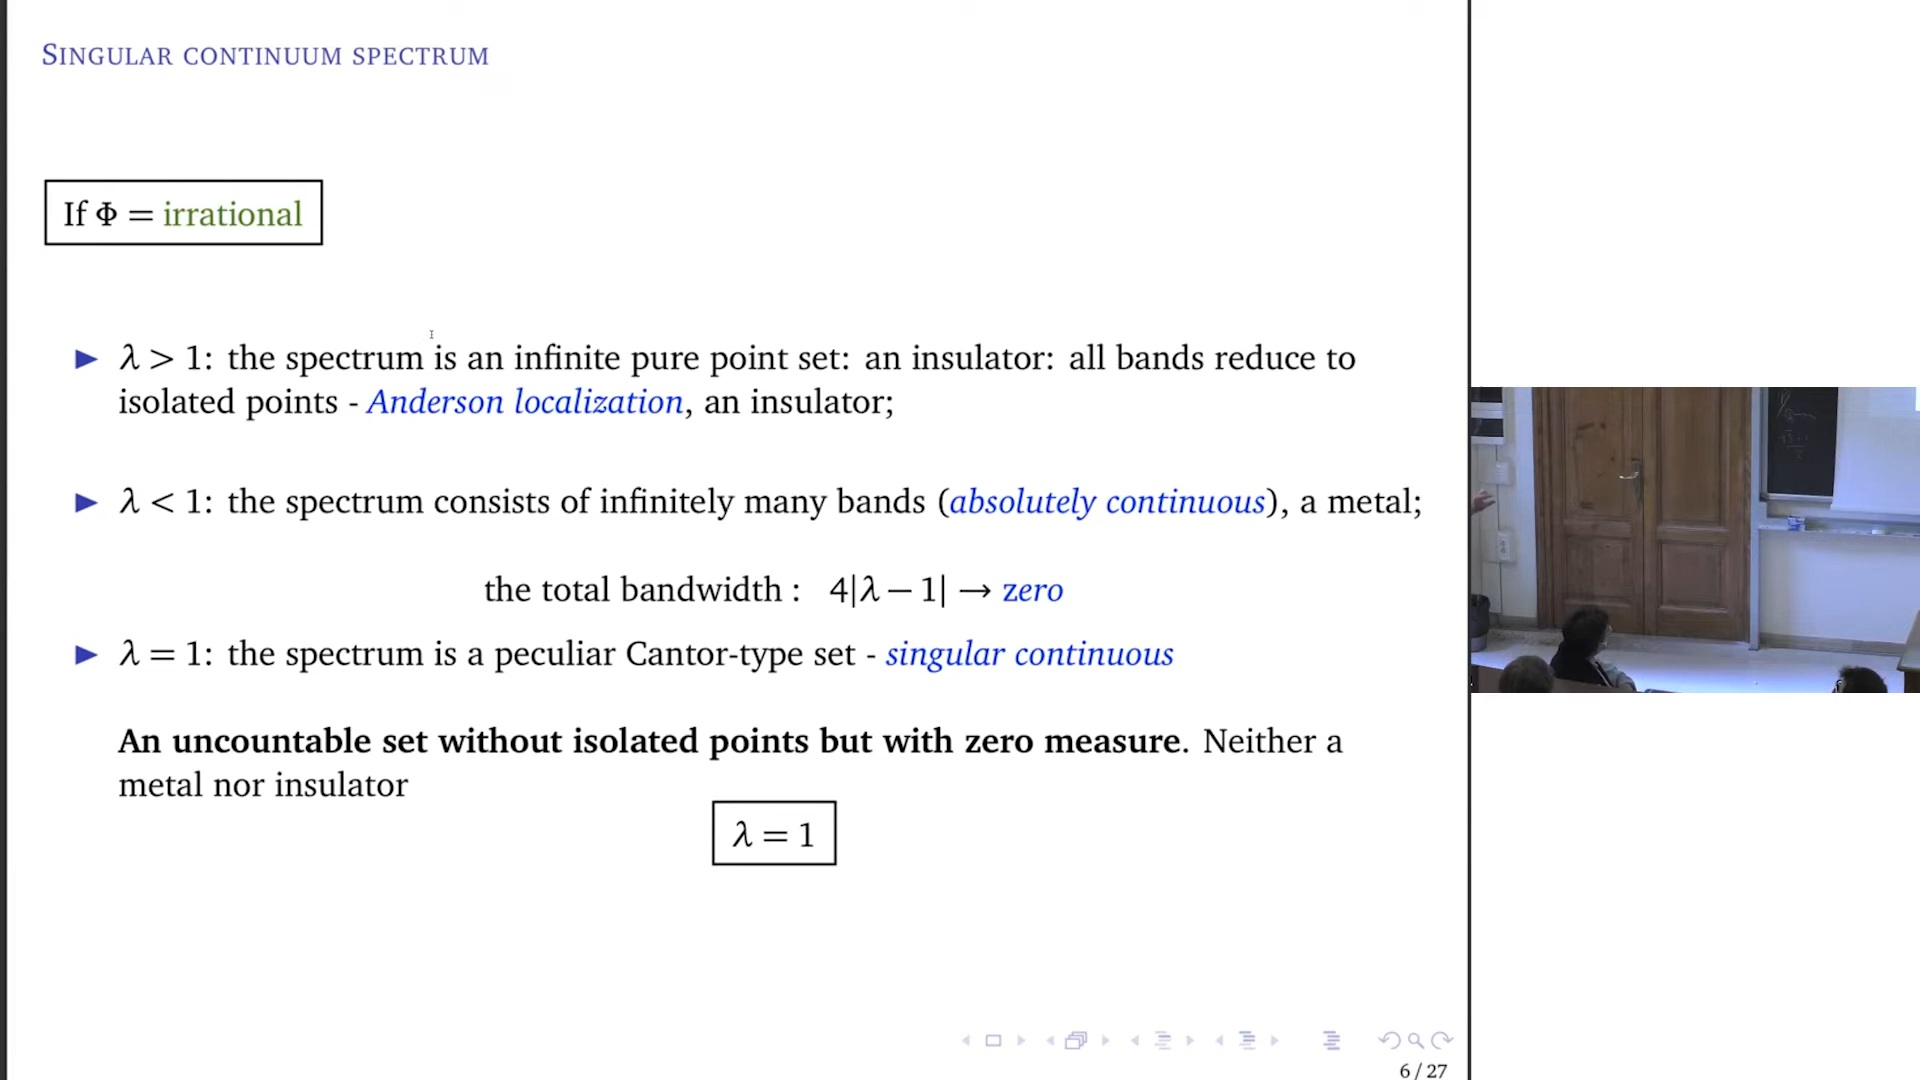 SINGULAR CONTINUUM SPECTRUM
If Φ = irrational
▶ λ > 1: the spectrum is an infinite pure point set: an insulator: all bands reduce to
isolated points - Anderson localization, an insulator;
▶ λ < 1: the spectrum consists of infinitely many bands (absolutely continuous), a metal;
the total bandwidth : 4|λ − 1| → zero
▶ λ = 1: the spectrum is a peculiar Cantor-type set - singular continuous
An uncountable set without isolated points but with zero measure. Neither a
metal nor insulator
λ = 1
6 / 27